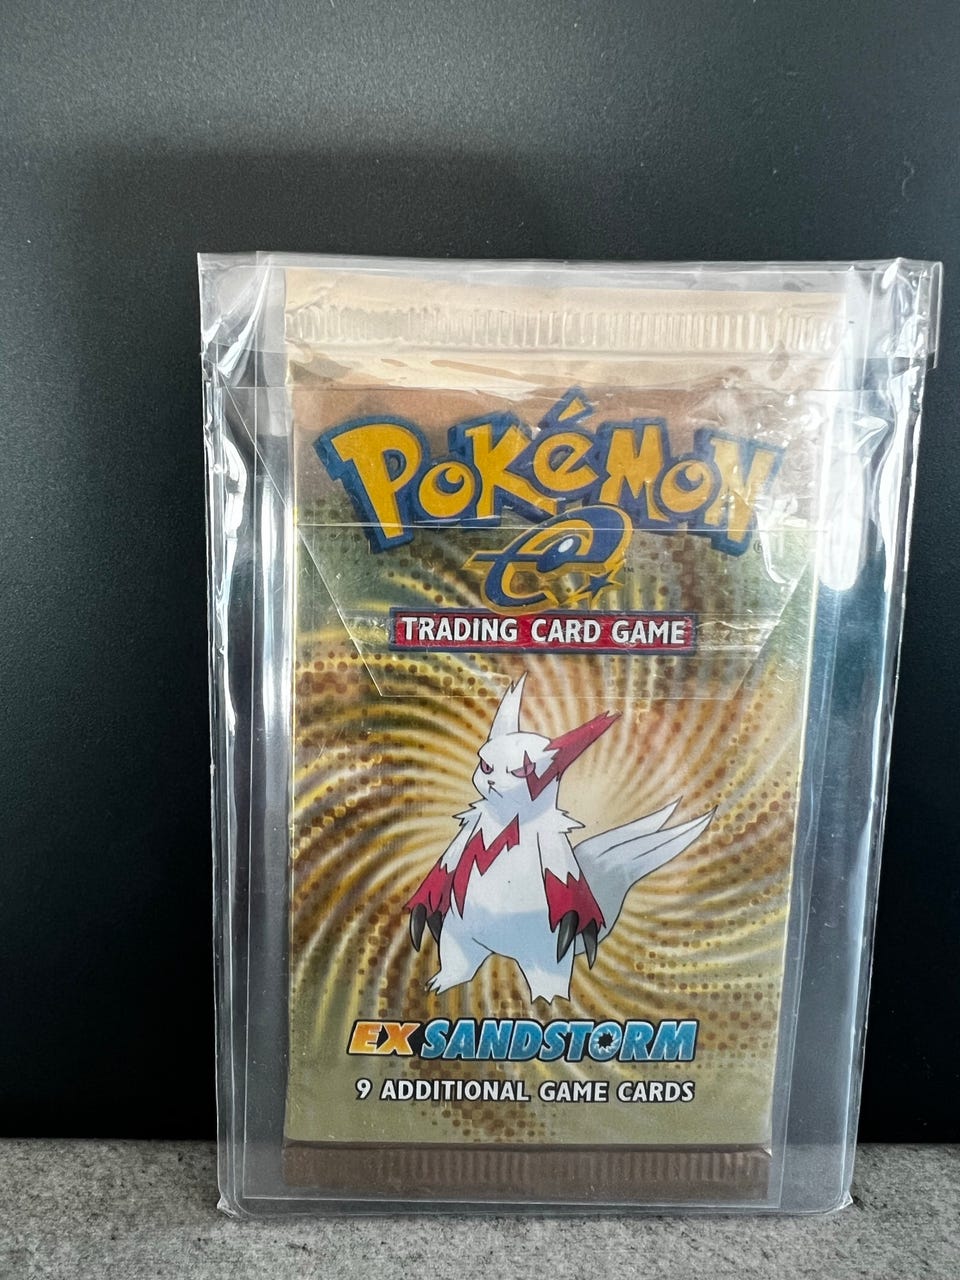 POKéMON
e
TRADING CARD GAME
EX SANDSTORM
9 ADDITIONAL GAME CARDS